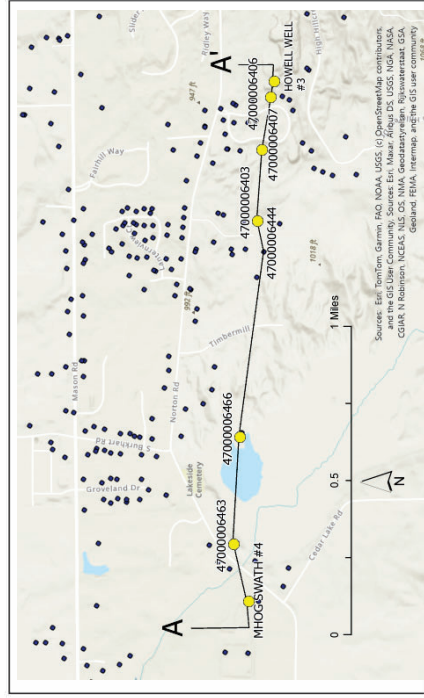 Ridley Way
947 ft
Mason Rd
S Burkhart Rd
Groveland Dr
Norton Rd
992 ft
Lakeside
Cemetery
Timbermill
1018 ft
Cedar Lake Rd
A
A'
MHOG SWATH #4
47000006463
47000006466
47000006444
47000006403
47000006407
47000006406
HOWELL WELL
#3
0
0.5
1 Miles
N
Sources: Esri, TomTom, Garmin, FAO, NOAA, USGS, (c) OpenStreetMap contributors,
and the GIS User Community, Sources: Esri, Maxar, Airbus DS, USGS, NGA, NASA,
CGIAR, N Robinson, NCEAS, NLS, OS, NMA, Geodatastyrelsen, Rijkswaterstaat, GSA,
Geoland, FEMA, Intermap, and the GIS user community